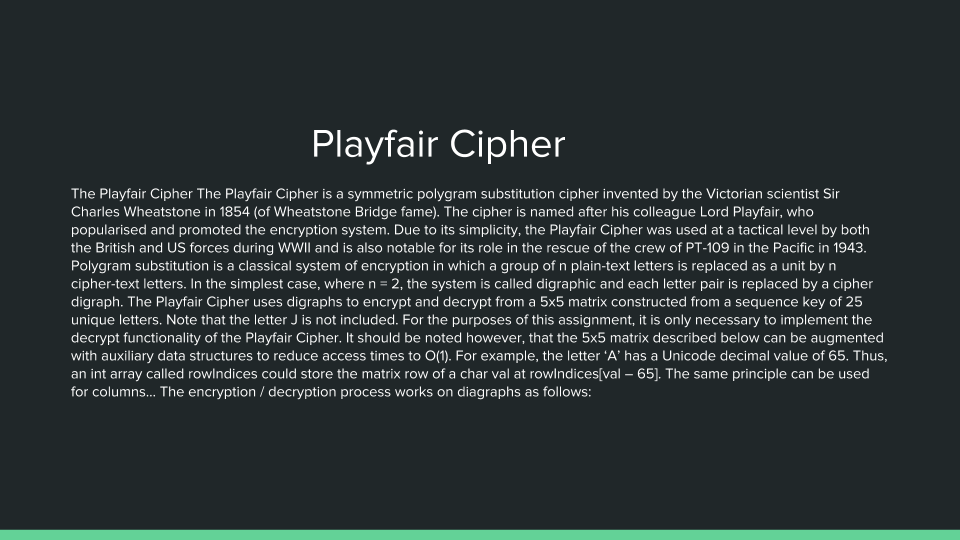 Playfair Cipher
The Playfair Cipher The Playfair Cipher is a symmetric polygram substitution cipher invented by the Victorian scientist Sir
Charles Wheatstone in 1854 (of Wheatstone Bridge fame). The cipher is named after his colleague Lord Playfair, who
popularised and promoted the encryption system. Due to its simplicity, the Playfair Cipher was used at a tactical level by both
the British and US forces during WWII and is also notable for its role in the rescue of the crew of PT-109 in the Pacific in 1943.
Polygram substitution is a classical system of encryption in which a group of n plain-text letters is replaced as a unit by n
cipher-text letters. In the simplest case, where n = 2, the system is called digraphic and each letter pair is replaced by a cipher
digraph. The Playfair Cipher uses digraphs to encrypt and decrypt from a 5x5 matrix constructed from a sequence key of 25
unique letters. Note that the letter J is not included. For the purposes of this assignment, it is only necessary to implement the
decrypt functionality of the Playfair Cipher. It should be noted however, that the 5x5 matrix described below can be augmented
with auxiliary data structures to reduce access times to O(1). For example, the letter ‘A’ has a Unicode decimal value of 65. Thus,
an int array called rowIndices could store the matrix row of a char val at rowIndices[val – 65]. The same principle can be used
for columns... The encryption / decryption process works on diagraphs as follows: